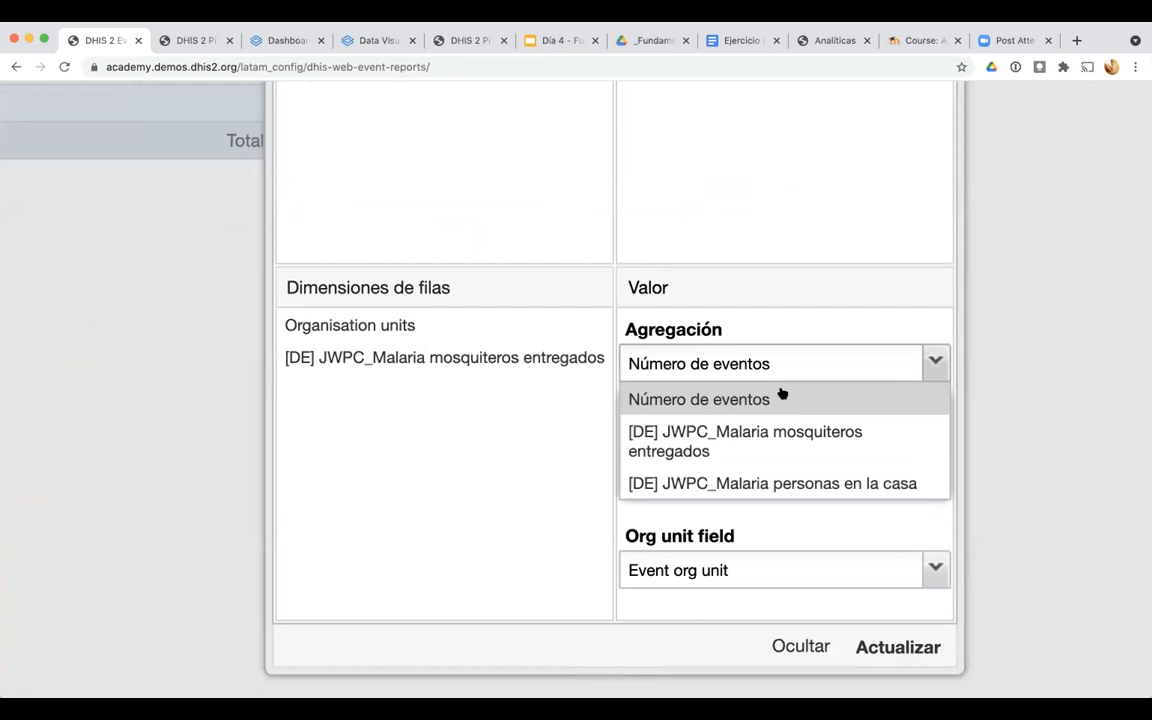 DHIS 2 Ev
DHIS 2 Pi
Dashboar
Data Visu
DHIS 2 Pi
Día 4 - Fu
_Fundame
Ejercicio d
Analíticas
Course: A
Post Atte
academy.demos.dhis2.org/latam_config/dhis-web-event-reports/
Total
Dimensiones de filas
Valor
Organisation units
[DE] JWPC_Malaria mosquiteros entregados
Agregación
Número de eventos
Número de eventos
[DE] JWPC_Malaria mosquiteros
entregados
[DE] JWPC_Malaria personas en la casa
Org unit field
Event org unit
Ocultar
Actualizar